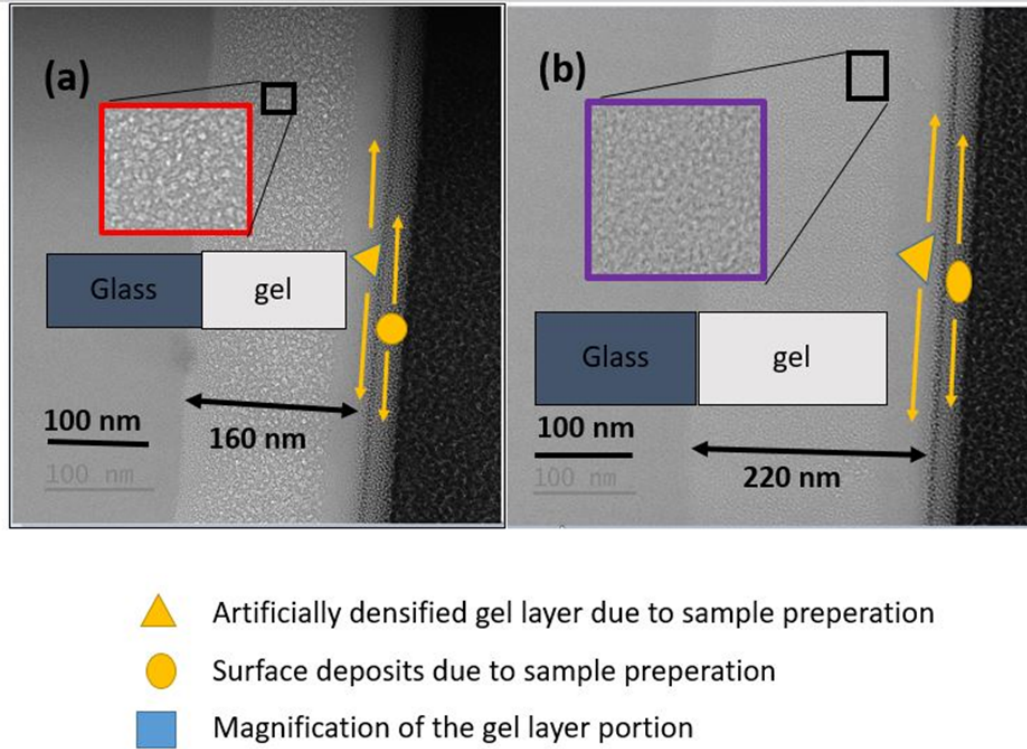 (a)
Glass
gel
100 nm
100 nm
160 nm
(b)
Glass
gel
100 nm
100 nm
220 nm
Artificially densified gel layer due to sample preperation
Surface deposits due to sample preperation
Magnification of the gel layer portion